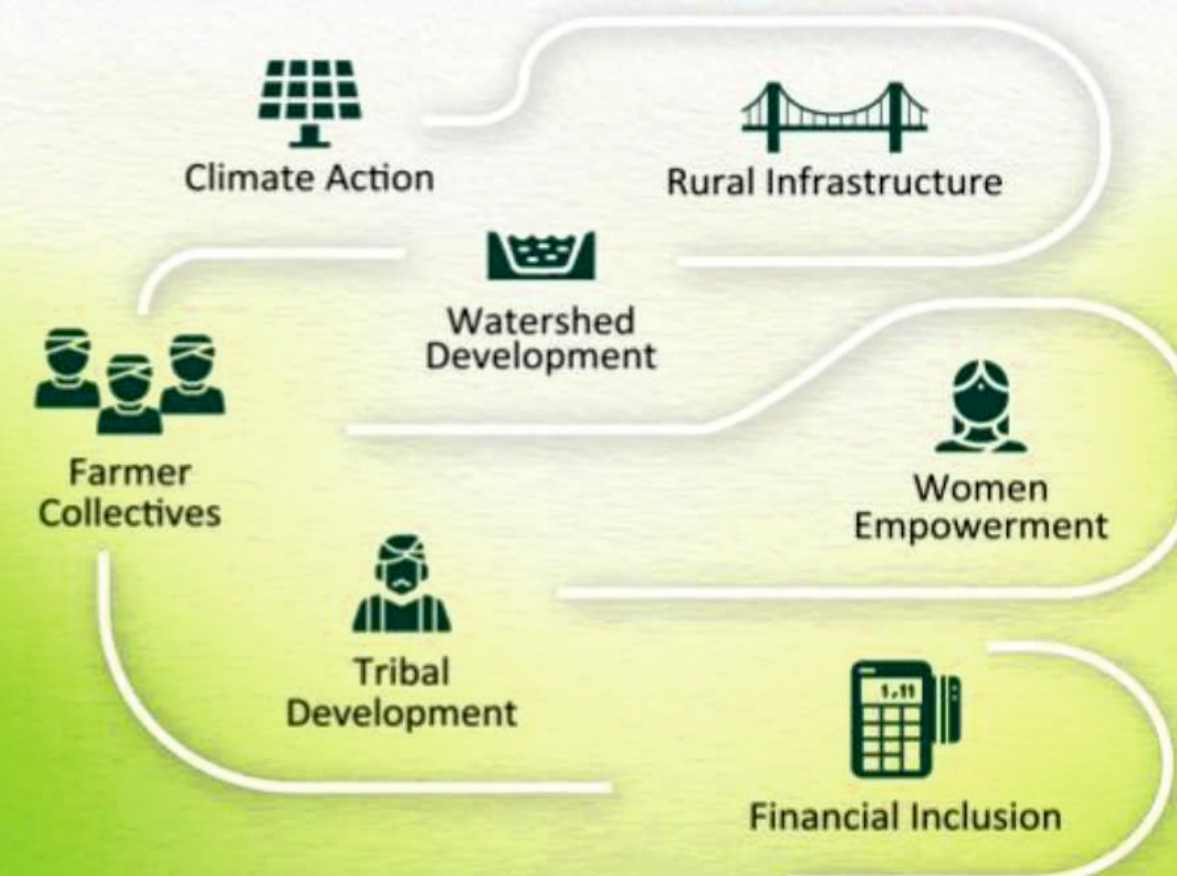 Climate Action
Rural Infrastructure
Watershed
Development
Farmer
Collectives
Women
Empowerment
Tribal
Development
1.11
Financial Inclusion